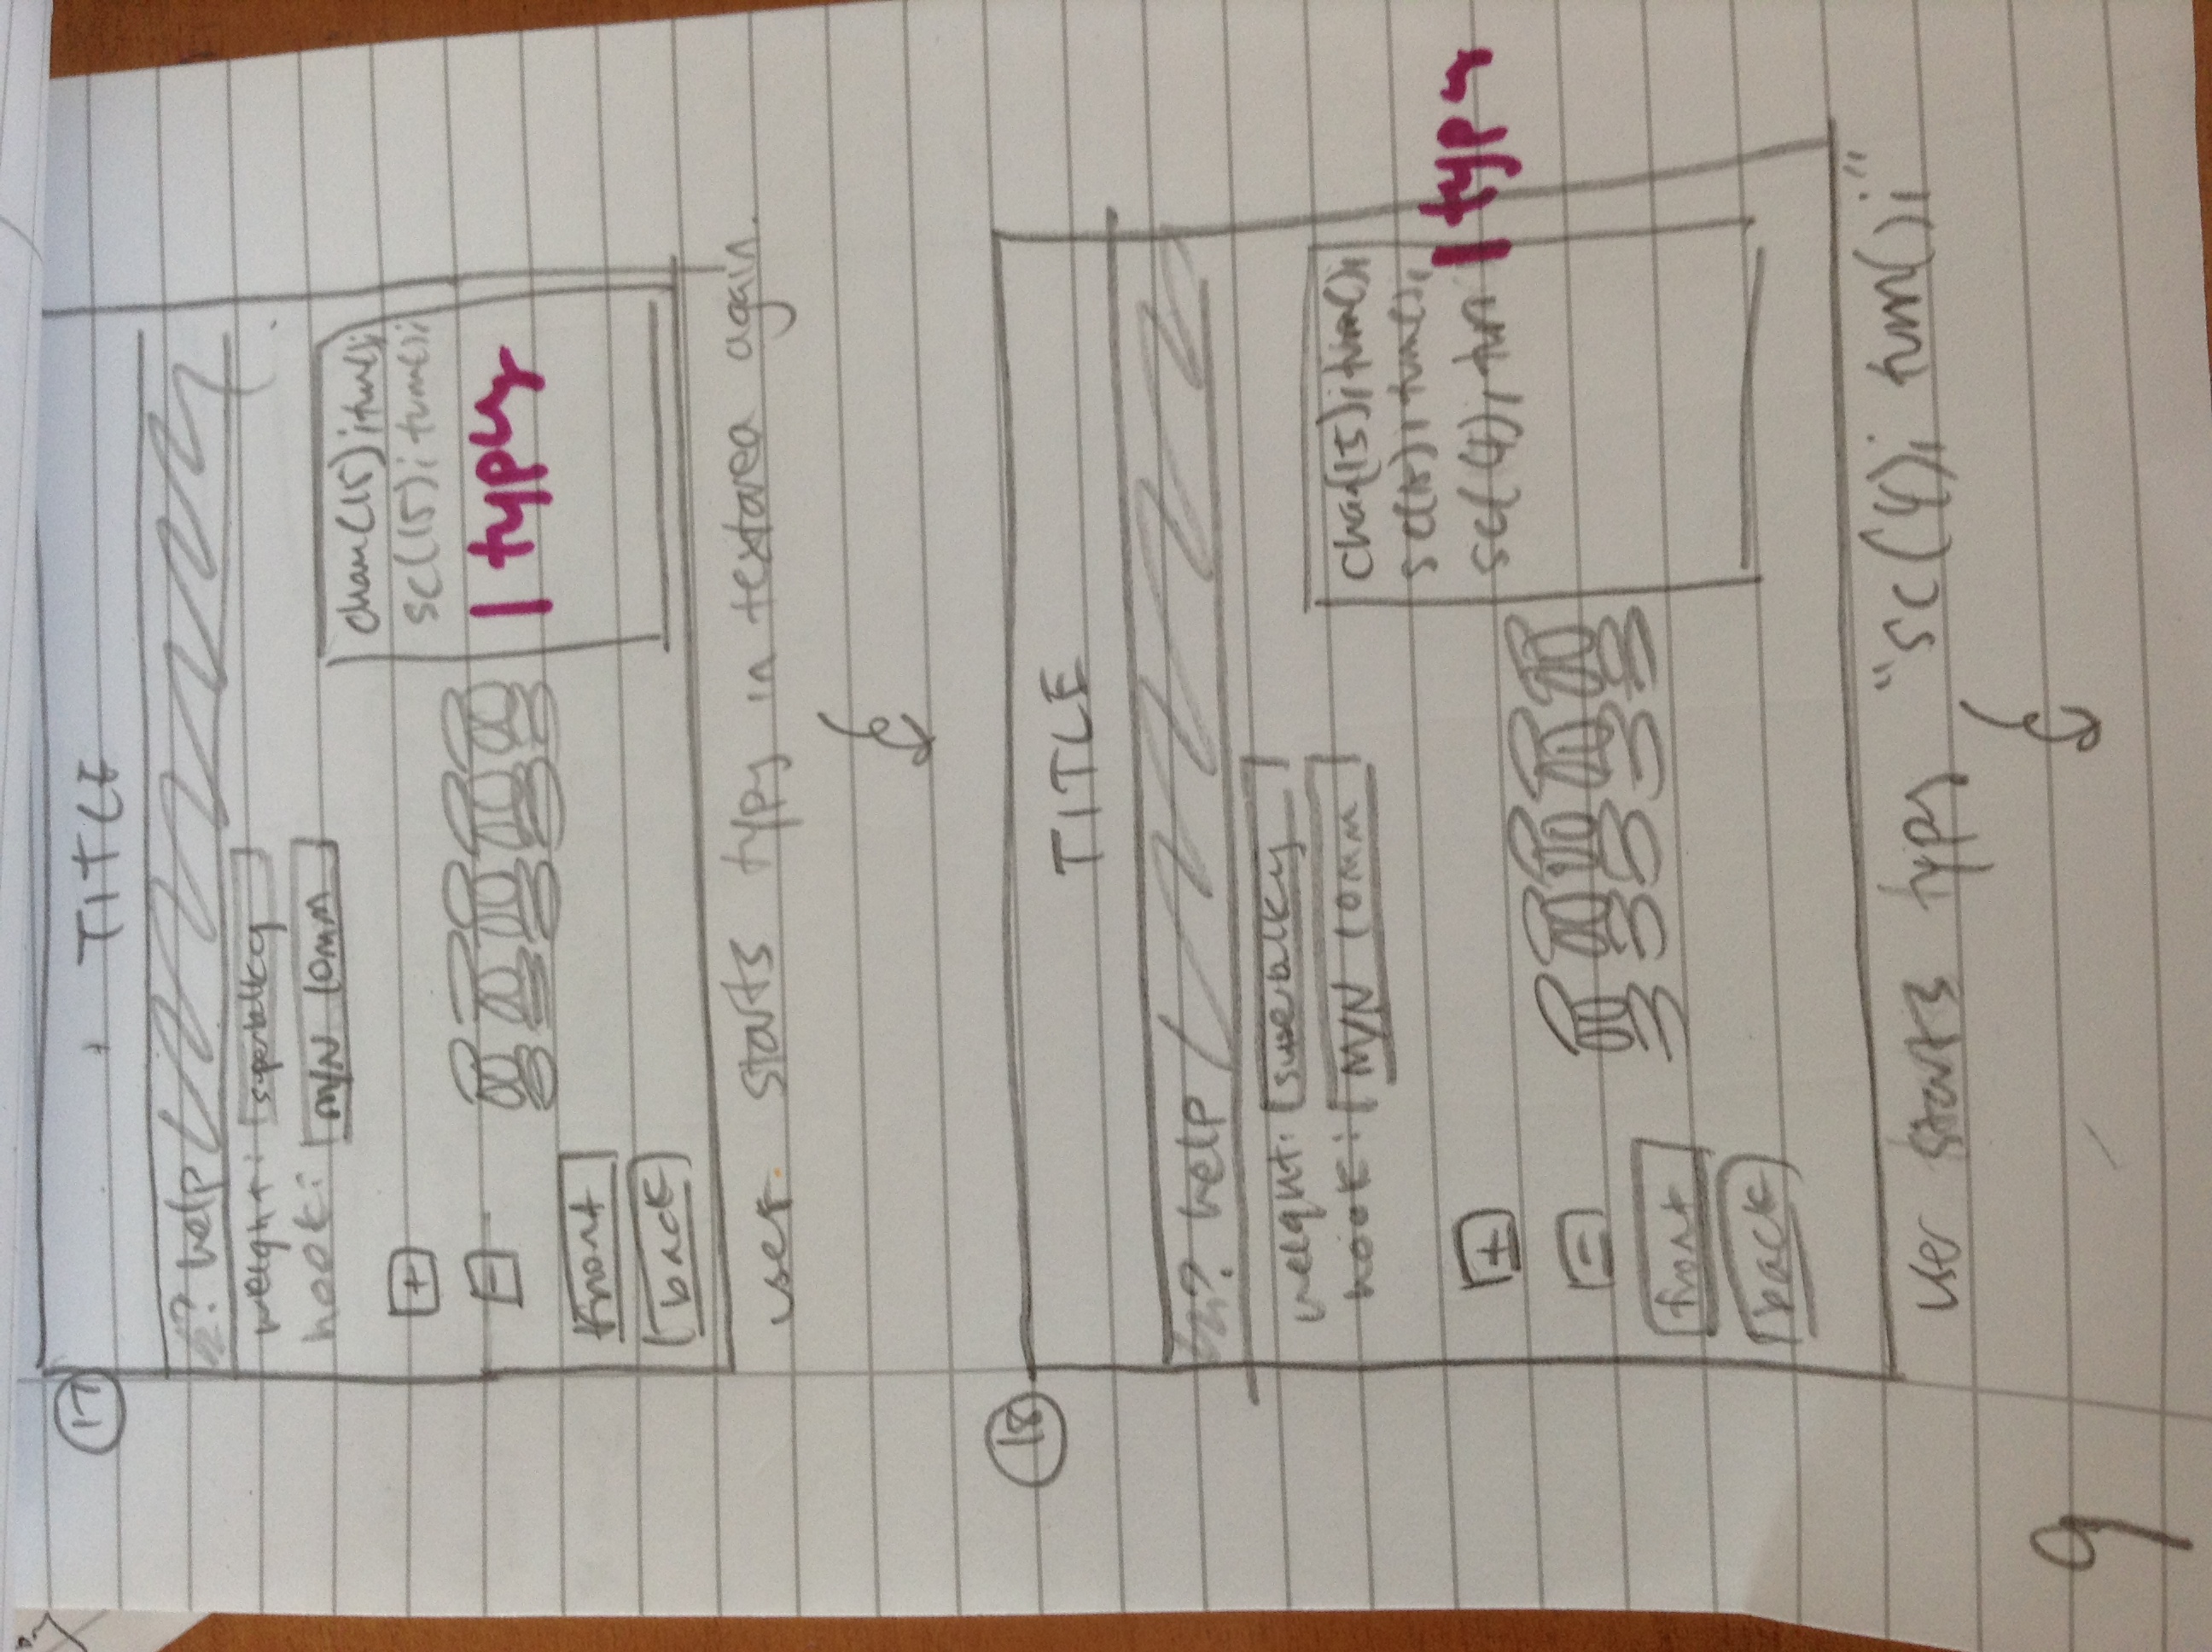 17
TITLE
? help
weight: superbulky
hook: M/N 10mm
chain(15); turn();
sc(15); turn();
+
-
| typing
front
back
user starts typing in textarea again.
18
TITLE
? help
weight: superbulky
hook: M/N 10mm
chain(15); turn();
sc(15); turn();
sc(4); turn | typing
+
-
front
back
user starts typing "sc(4); turn();"
9